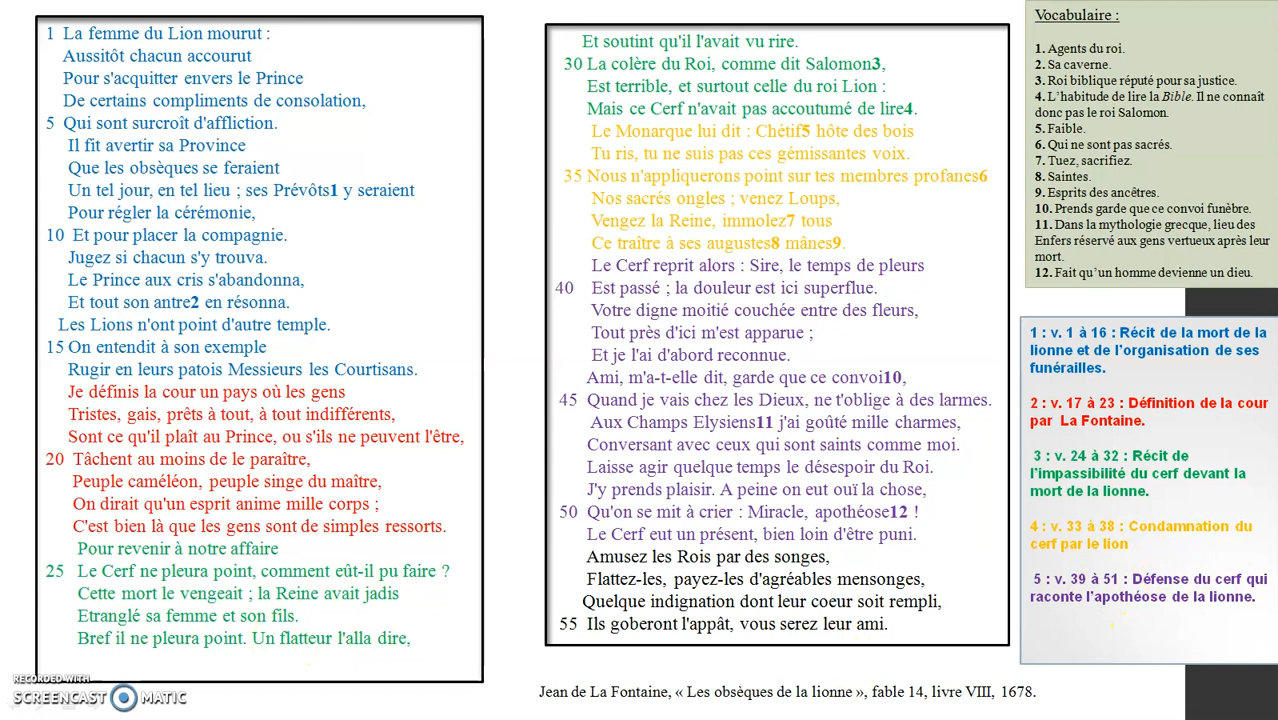 1 La femme du Lion mourut :
Aussitôt chacun accourut
Pour s'acquitter envers le Prince
De certains compliments de consolation,
5 Qui sont surcroît d'affliction.
Il fit avertir sa Province
Que les obsèques se feraient
Un tel jour, en tel lieu ; ses Prévôts1 y seraient
Pour régler la cérémonie,
10 Et pour placer la compagnie.
Jugez si chacun s'y trouva.
Le Prince aux cris s'abandonna,
Et tout son antre2 en résonna.
Les Lions n'ont point d'autre temple.
15 On entendit à son exemple
Rugir en leurs patois Messieurs les Courtisans.
Je définis la cour un pays où les gens
Tristes, gais, prêts à tout, à tout indifférents,
Sont ce qu'il plaît au Prince, ou s'ils ne peuvent l'être,
20 Tâchent au moins de le paraître,
Peuple caméléon, peuple singe du maître,
On dirait qu'un esprit anime mille corps ;
C'est bien là que les gens sont de simples ressorts.
Pour revenir à notre affaire
25 Le Cerf ne pleura point, comment eût-il pu faire ?
Cette mort le vengeait ; la Reine avait jadis
Etranglé sa femme et son fils.
Bref il ne pleura point. Un flatteur l'alla dire,
Et soutint qu'il l'avait vu rire.
30 La colère du Roi, comme dit Salomon3,
Est terrible, et surtout celle du roi Lion :
Mais ce Cerf n'avait pas accoutumé de lire4.
Le Monarque lui dit : Chétif5 hôte des bois
Tu ris, tu ne suis pas ces gémissantes voix.
35 Nous n'appliquerons point sur tes membres profanes6
Nos sacrés ongles ; venez Loups,
Vengez la Reine, immolez7 tous
Ce traître à ses augustes8 mânes9.
Le Cerf reprit alors : Sire, le temps de pleurs
40 Est passé ; la douleur est ici superflue.
Votre digne moitié couchée entre des fleurs,
Tout près d'ici m'est apparue ;
Et je l'ai d'abord reconnue.
Ami, m'a-t-elle dit, garde que ce convoi10,
45 Quand je vais chez les Dieux, ne t'oblige à des larmes.
Aux Champs Elysiens11 j'ai goûté mille charmes,
Conversant avec ceux qui sont saints comme moi.
Laisse agir quelque temps le désespoir du Roi.
J'y prends plaisir. A peine on eut ouï la chose,
50 Qu'on se mit à crier : Miracle, apothéose12 !
Le Cerf eut un présent, bien loin d'être puni.
Amusez les Rois par des songes,
Flattez-les, payez-les d'agréables mensonges,
Quelque indignation dont leur coeur soit rempli,
55 Ils goberont l'appât, vous serez leur ami.
Jean de La Fontaine, « Les obsèques de la lionne », fable 14, livre VIII, 1678.
Vocabulaire :
1. Agents du roi.
2. Sa caverne.
3. Roi biblique réputé pour sa justice.
4. L'habitude de lire la Bible. Il ne connaît
donc pas le roi Salomon.
5. Faible.
6. Qui ne sont pas sacrés.
7. Tuez, sacrifiez.
8. Saintes.
9. Esprits des ancêtres.
10. Prends garde que ce convoi funèbre.
11. Dans la mythologie grecque, lieu des
Enfers réservé aux gens vertueux après leur
mort.
12. Fait qu'un homme devienne un dieu.
1 : v. 1 à 16 : Récit de la mort de la
lionne et de l'organisation de ses
funérailles.
2 : v. 17 à 23 : Définition de la cour
par La Fontaine.
3 : v. 24 à 32 : Récit de
l'impassibilité du cerf devant la
mort de la lionne.
4 : v. 33 à 38 : Condamnation du
cerf par le lion
5 : v. 39 à 51 : Défense du cerf qui
raconte l'apothéose de la lionne.
RECORDED WITH
SCREENCAST MATIC